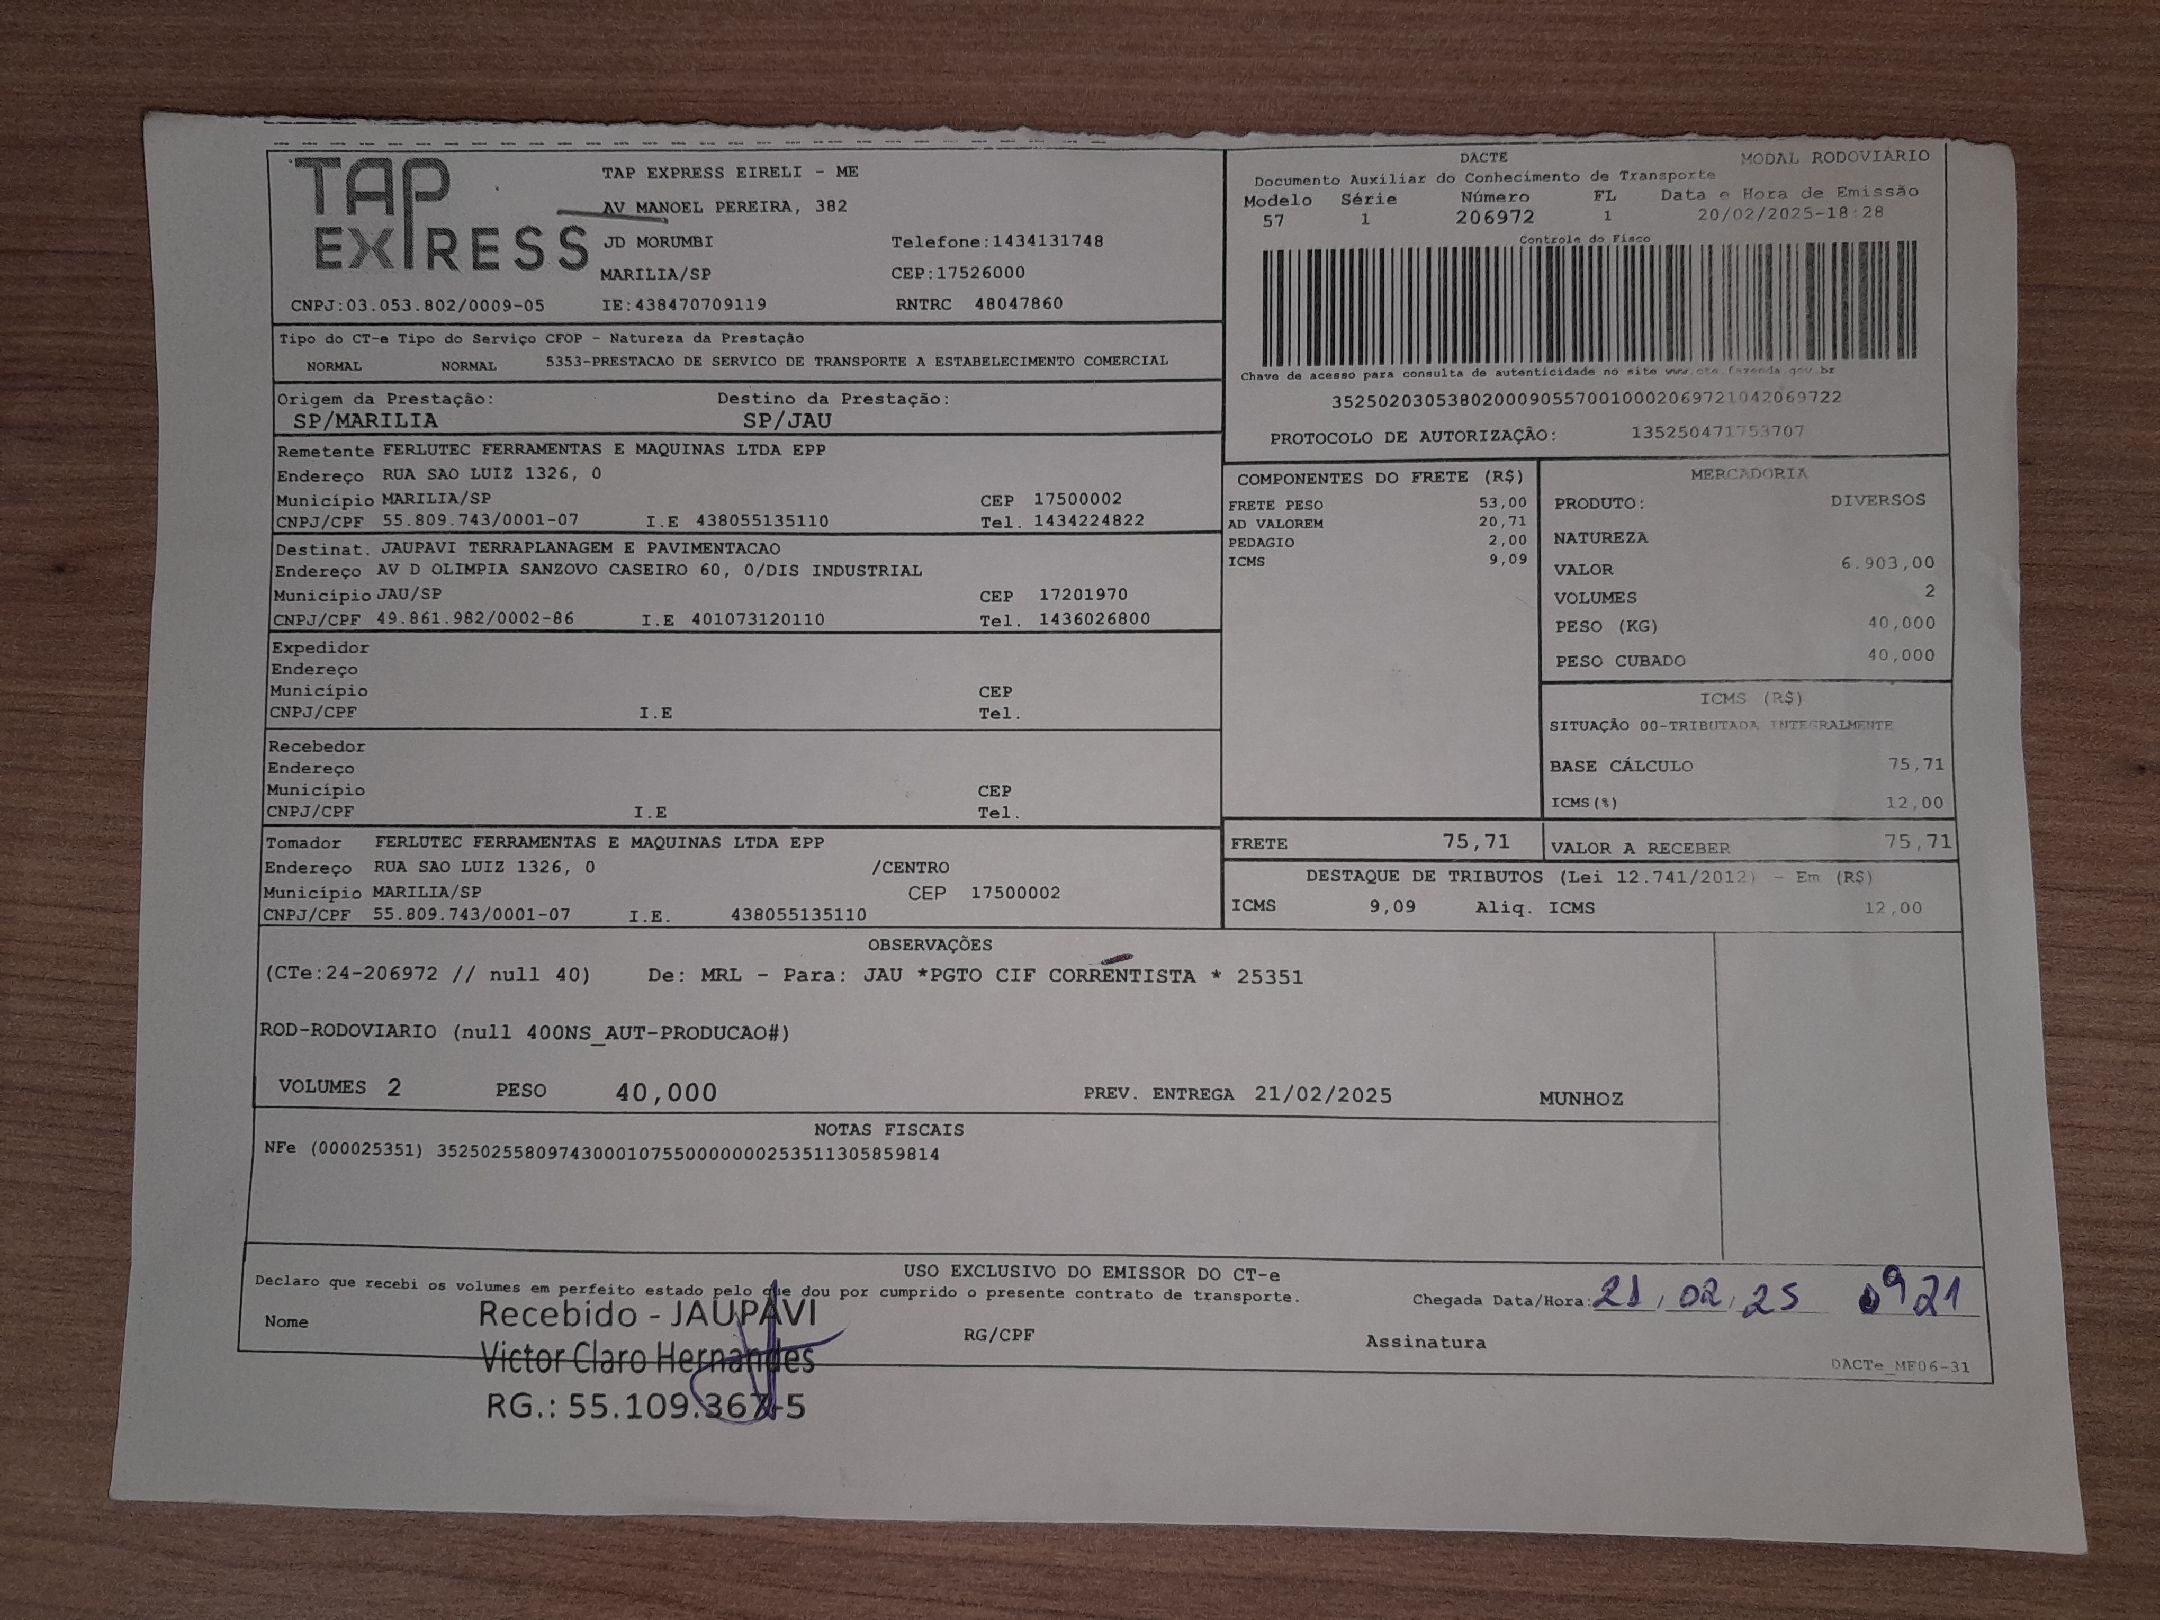 TAP
EXPRESS
TAP EXPRESS EIRELI - ME
AV MANOEL PEREIRA, 382
JD MORUMBI Telefone:1434131748
MARILIA/SP CEP:17526000
CNPJ:03.053.802/0009-05 IE:438470709119 RNTRC 48047860
DACTE MODAL RODOVIARIO
Documento Auxiliar do Conhecimento de Transporte
Modelo Série Número FL Data e Hora de Emissão
57 1 206972 1 20/02/2025-18:28
Controle do Fisco
Chave de acesso para consulta de autenticidade no site www.cte.fazenda.gov.br
35250203053802000905570010002069721042069722
PROTOCOLO DE AUTORIZAÇÃO: 135250471753707
Tipo do CT-e Tipo do Serviço CFOP - Natureza da Prestação
NORMAL NORMAL 5353-PRESTACAO DE SERVICO DE TRANSPORTE A ESTABELECIMENTO COMERCIAL
Origem da Prestação: Destino da Prestação:
SP/MARILIA SP/JAU
Remetente FERLUTEC FERRAMENTAS E MAQUINAS LTDA EPP
Endereço RUA SAO LUIZ 1326, 0
Município MARILIA/SP CEP 17500002
CNPJ/CPF 55.809.743/0001-07 I.E 438055135110 Tel. 1434224822
Destinat. JAUPAVI TERRAPLANAGEM E PAVIMENTACAO
Endereço AV D OLIMPIA SANZOVO CASEIRO 60, 0/DIS INDUSTRIAL
Município JAU/SP CEP 17201970
CNPJ/CPF 49.861.982/0002-86 I.E 401073120110 Tel. 1436026800
Expedidor
Endereço
Município CEP
CNPJ/CPF I.E Tel.
Recebedor
Endereço
Município CEP
CNPJ/CPF I.E Tel.
Tomador FERLUTEC FERRAMENTAS E MAQUINAS LTDA EPP
Endereço RUA SAO LUIZ 1326, 0 /CENTRO
Município MARILIA/SP CEP 17500002
CNPJ/CPF 55.809.743/0001-07 I.E. 438055135110
COMPONENTES DO FRETE (R$)
FRETE PESO 53,00
AD VALOREM 20,71
PEDAGIO 2,00
ICMS 9,09
MERCADORIA
PRODUTO: DIVERSOS
NATUREZA
VALOR 6.903,00
VOLUMES 2
PESO (KG) 40,000
PESO CUBADO 40,000
ICMS (R$)
SITUAÇÃO 00-TRIBUTADA INTEGRALMENTE
BASE CÁLCULO 75,71
ICMS(%) 12,00
FRETE 75,71 VALOR A RECEBER 75,71
DESTAQUE DE TRIBUTOS (Lei 12.741/2012) - Em (R$)
ICMS 9,09 Aliq. ICMS 12,00
OBSERVAÇÕES
(CTe:24-206972 // null 40) De: MRL - Para: JAU *PGTO CIF CORRENTISTA * 25351
ROD-RODOVIARIO (null 400NS_AUT-PRODUCAO#)
VOLUMES 2 PESO 40,000 PREV. ENTREGA 21/02/2025 MUNHOZ
NOTAS FISCAIS
NFe (000025351) 35250255809743000107550000000253511305859814
USO EXCLUSIVO DO EMISSOR DO CT-e
Declaro que recebi os volumes em perfeito estado pelo que dou por cumprido o presente contrato de transporte.
Chegada Data/Hora: 21/02/25 0921
Nome RG/CPF Assinatura
Recebido - JAUPAVI
Victor Claro Hernandes
RG.: 55.109.367-5
DACTe_MF06-31